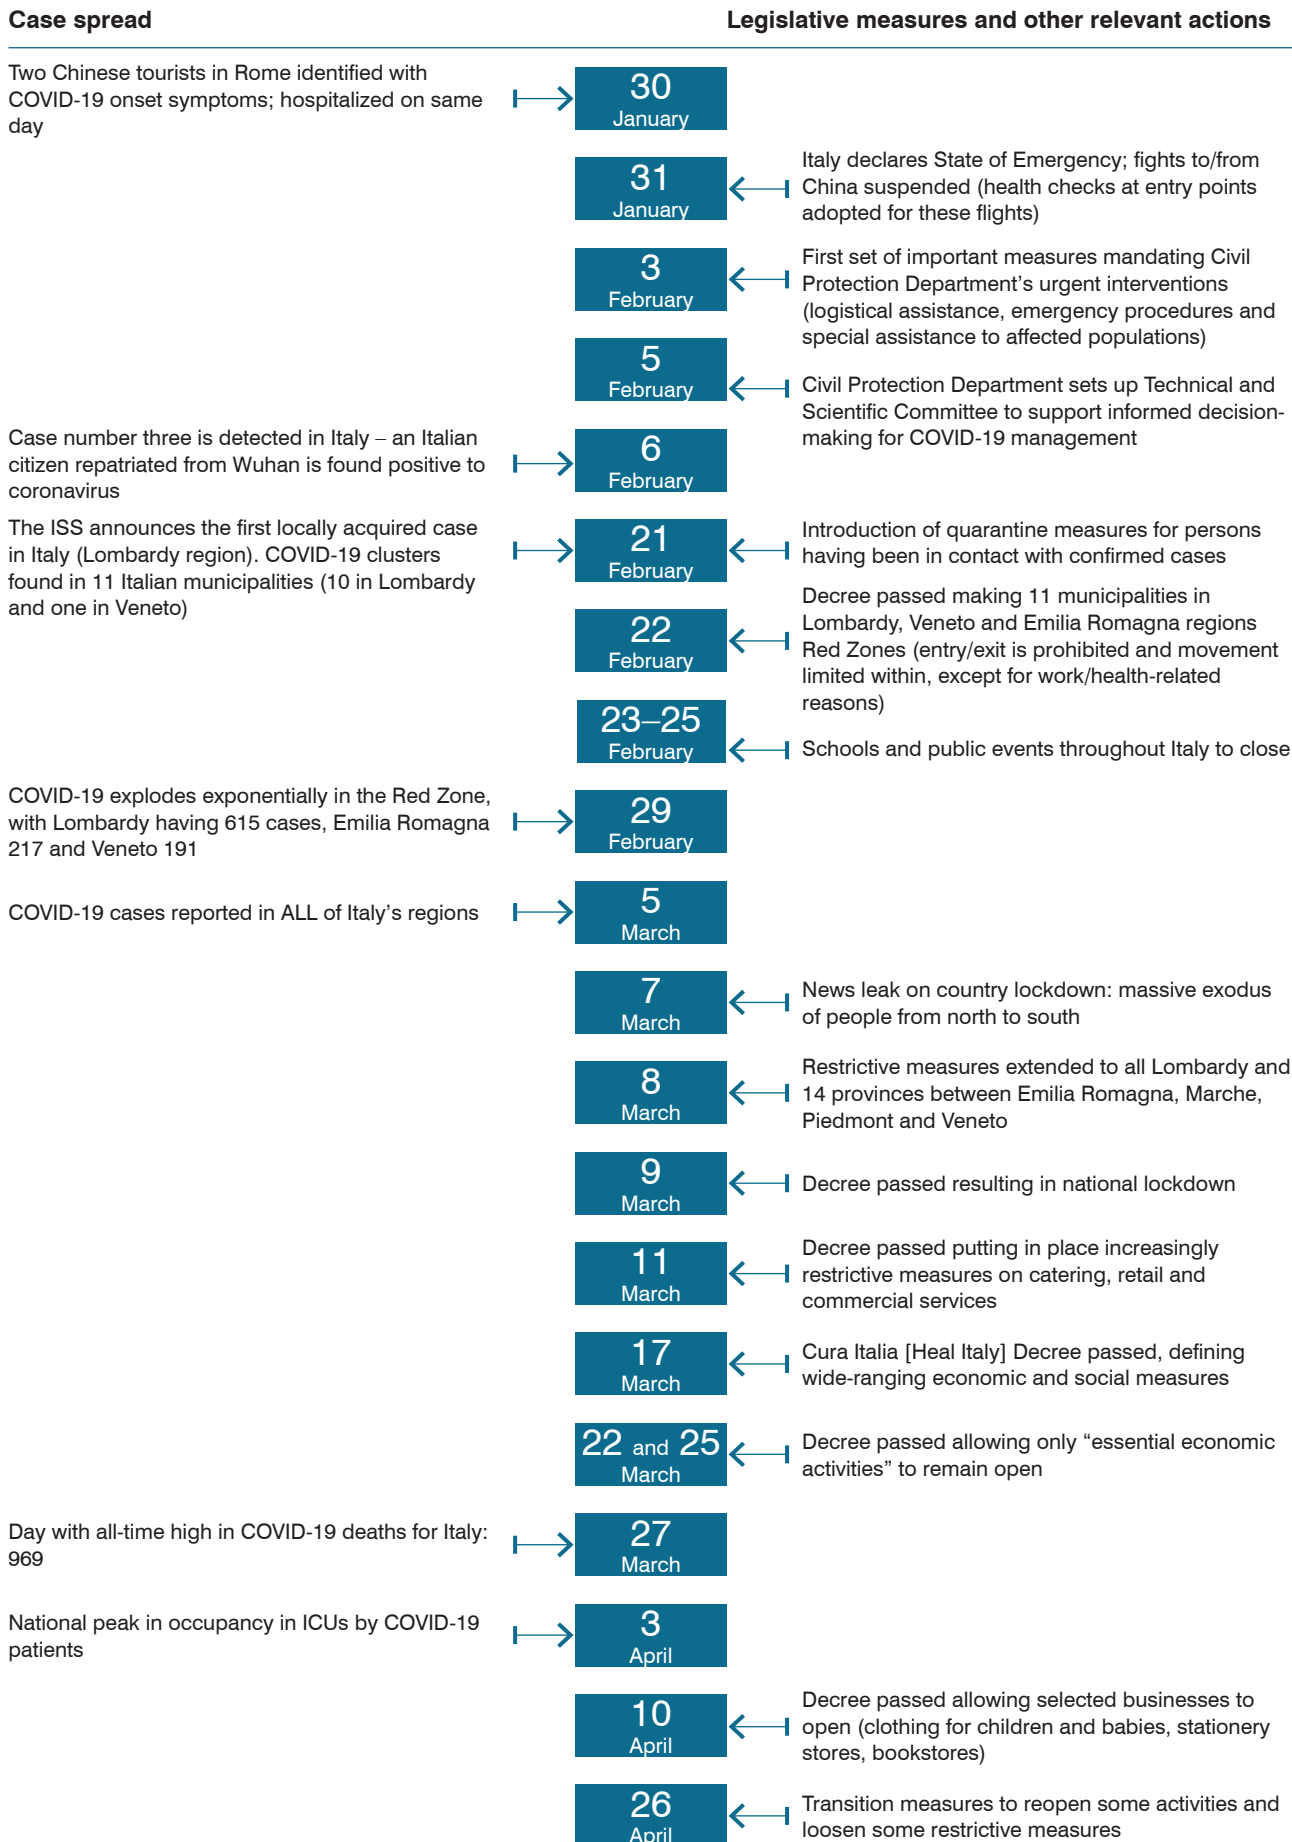 Case spread
Legislative measures and other relevant actions
Two Chinese tourists in Rome identified with
COVID-19 onset symptoms; hospitalized on same
day
30
January
31
January
Italy declares State of Emergency; fights to/from
China suspended (health checks at entry points
adopted for these flights)
3
February
First set of important measures mandating Civil
Protection Department’s urgent interventions
(logistical assistance, emergency procedures and
special assistance to affected populations)
5
February
Civil Protection Department sets up Technical and
Scientific Committee to support informed decision-
making for COVID-19 management
Case number three is detected in Italy – an Italian
citizen repatriated from Wuhan is found positive to
coronavirus
6
February
The ISS announces the first locally acquired case
in Italy (Lombardy region). COVID-19 clusters
found in 11 Italian municipalities (10 in Lombardy
and one in Veneto)
21
February
Introduction of quarantine measures for persons
having been in contact with confirmed cases
22
February
Decree passed making 11 municipalities in
Lombardy, Veneto and Emilia Romagna regions
Red Zones (entry/exit is prohibited and movement
limited within, except for work/health-related
reasons)
23–25
February
Schools and public events throughout Italy to close
COVID-19 explodes exponentially in the Red Zone,
with Lombardy having 615 cases, Emilia Romagna
217 and Veneto 191
29
February
COVID-19 cases reported in ALL of Italy’s regions
5
March
7
March
News leak on country lockdown: massive exodus
of people from north to south
8
March
Restrictive measures extended to all Lombardy and
14 provinces between Emilia Romagna, Marche,
Piedmont and Veneto
9
March
Decree passed resulting in national lockdown
11
March
Decree passed putting in place increasingly
restrictive measures on catering, retail and
commercial services
17
March
Cura Italia [Heal Italy] Decree passed, defining
wide-ranging economic and social measures
22 and 25
March
Decree passed allowing only “essential economic
activities” to remain open
Day with all-time high in COVID-19 deaths for Italy:
969
27
March
National peak in occupancy in ICUs by COVID-19
patients
3
April
10
April
Decree passed allowing selected businesses to
open (clothing for children and babies, stationery
stores, bookstores)
26
April
Transition measures to reopen some activities and
loosen some restrictive measures